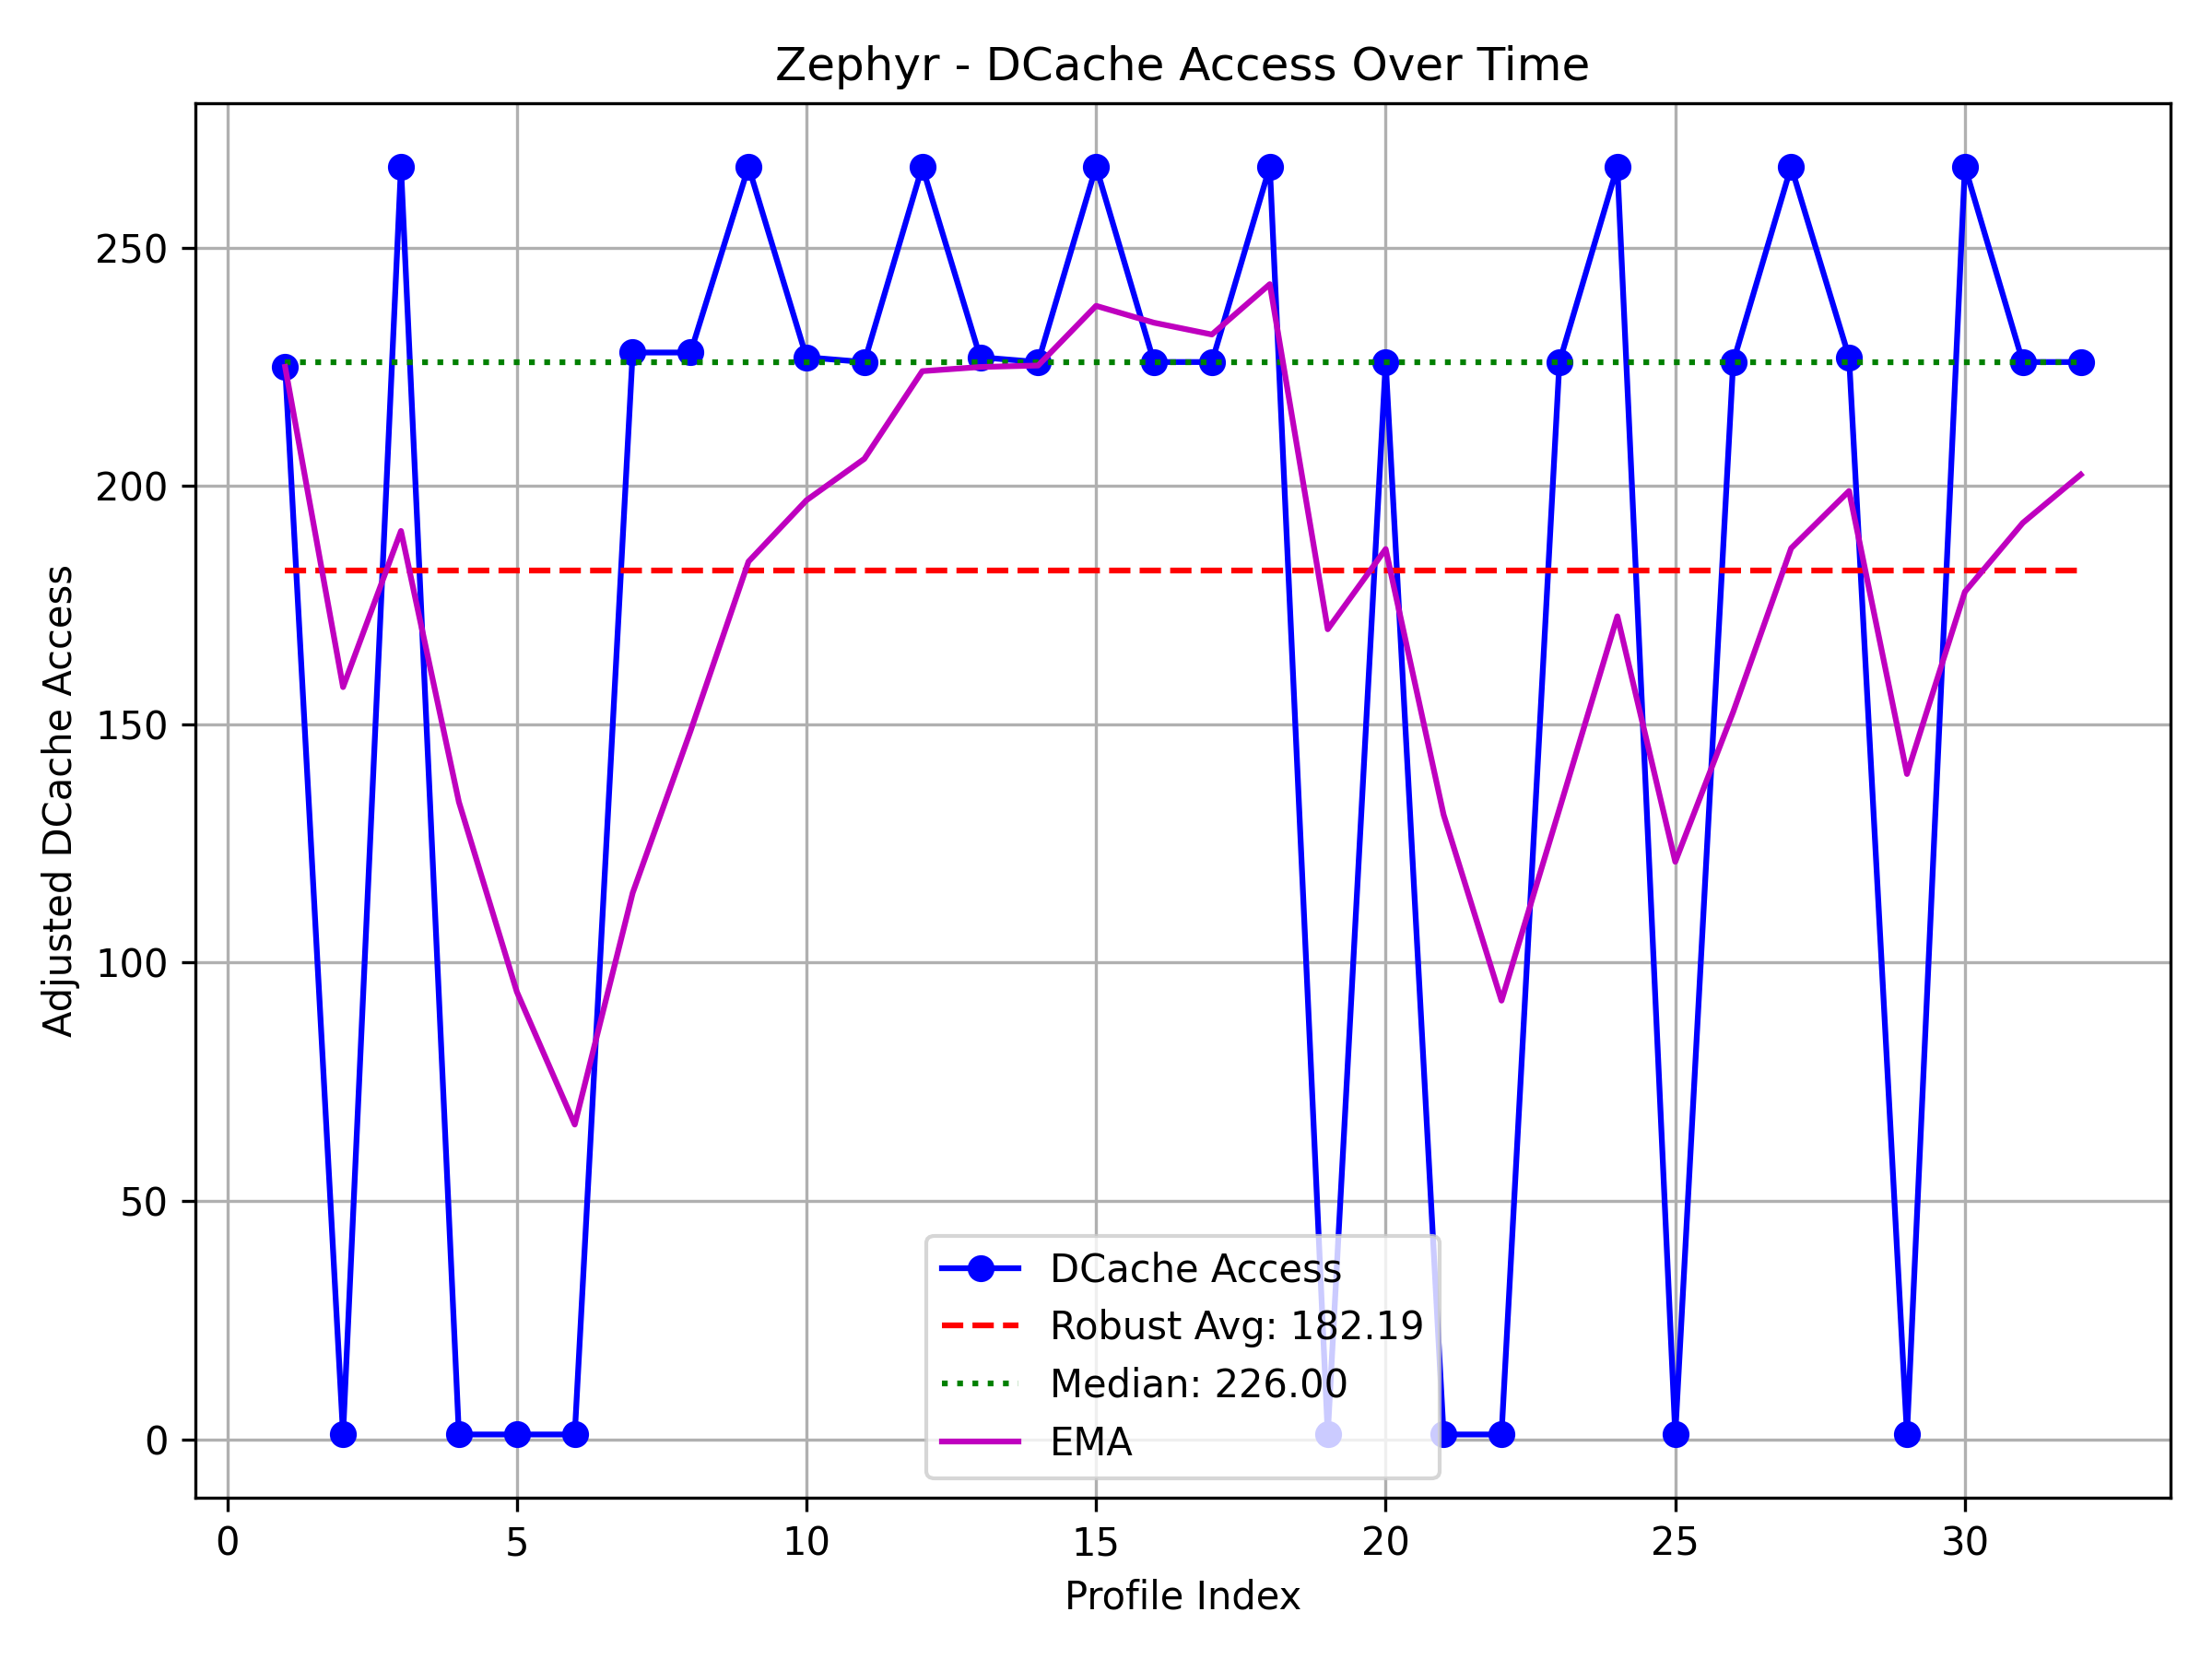 Zephyr - DCache Access Over Time
Adjusted DCache Access
250
200
150
100
50
0
DCache Access
Robust Avg: 182.19
Median: 226.00
EMA
0 5 10 15 20 25 30
Profile Index